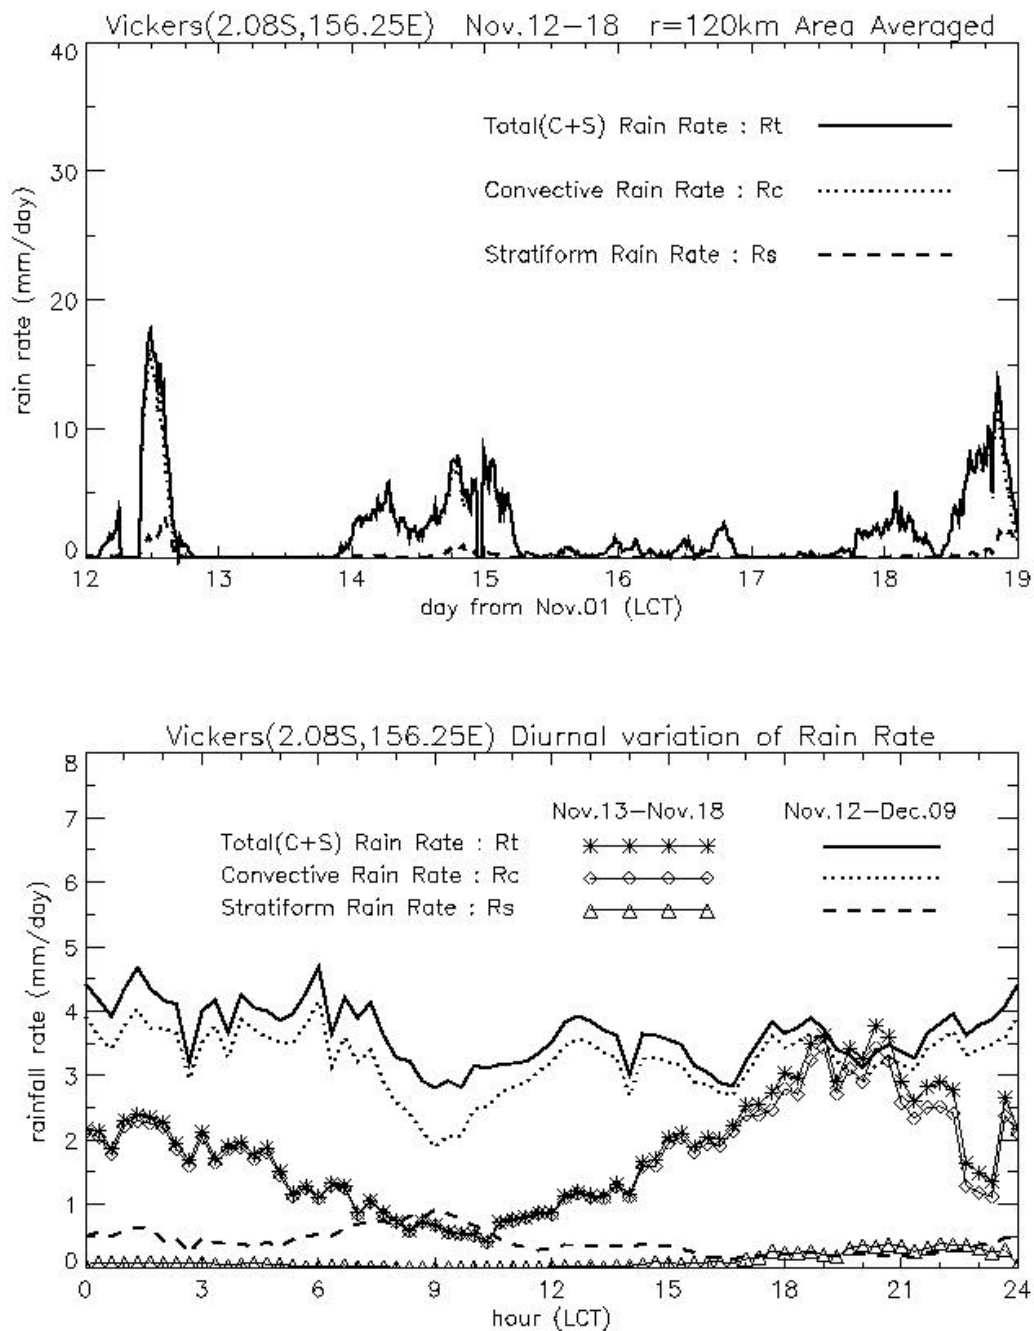 Vickers(2.08S,156.25E) Nov.12-18 r=120km Area Averaged
40
30
20
10
0
rain rate (mm/day)
Total(C+S) Rain Rate : Rt
Convective Rain Rate : Rc
Stratiform Rain Rate : Rs
12 13 14 15 16 17 18 19
day from Nov.01 (LCT)
Vickers(2.08S,156.25E) Diurnal variation of Rain Rate
8
7
6
5
4
3
2
1
0
rainfall rate (mm/day)
Nov.13-Nov.18 Nov.12-Dec.09
Total(C+S) Rain Rate : Rt
Convective Rain Rate : Rc
Stratiform Rain Rate : Rs
0 3 6 9 12 15 18 21 24
hour (LCT)